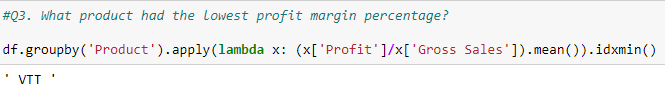 #Q3. What product had the lowest profit margin percentage?
df.groupby('Product').apply(lambda x: (x['Profit']/x['Gross Sales']).mean()).idxmin()
' VTT '